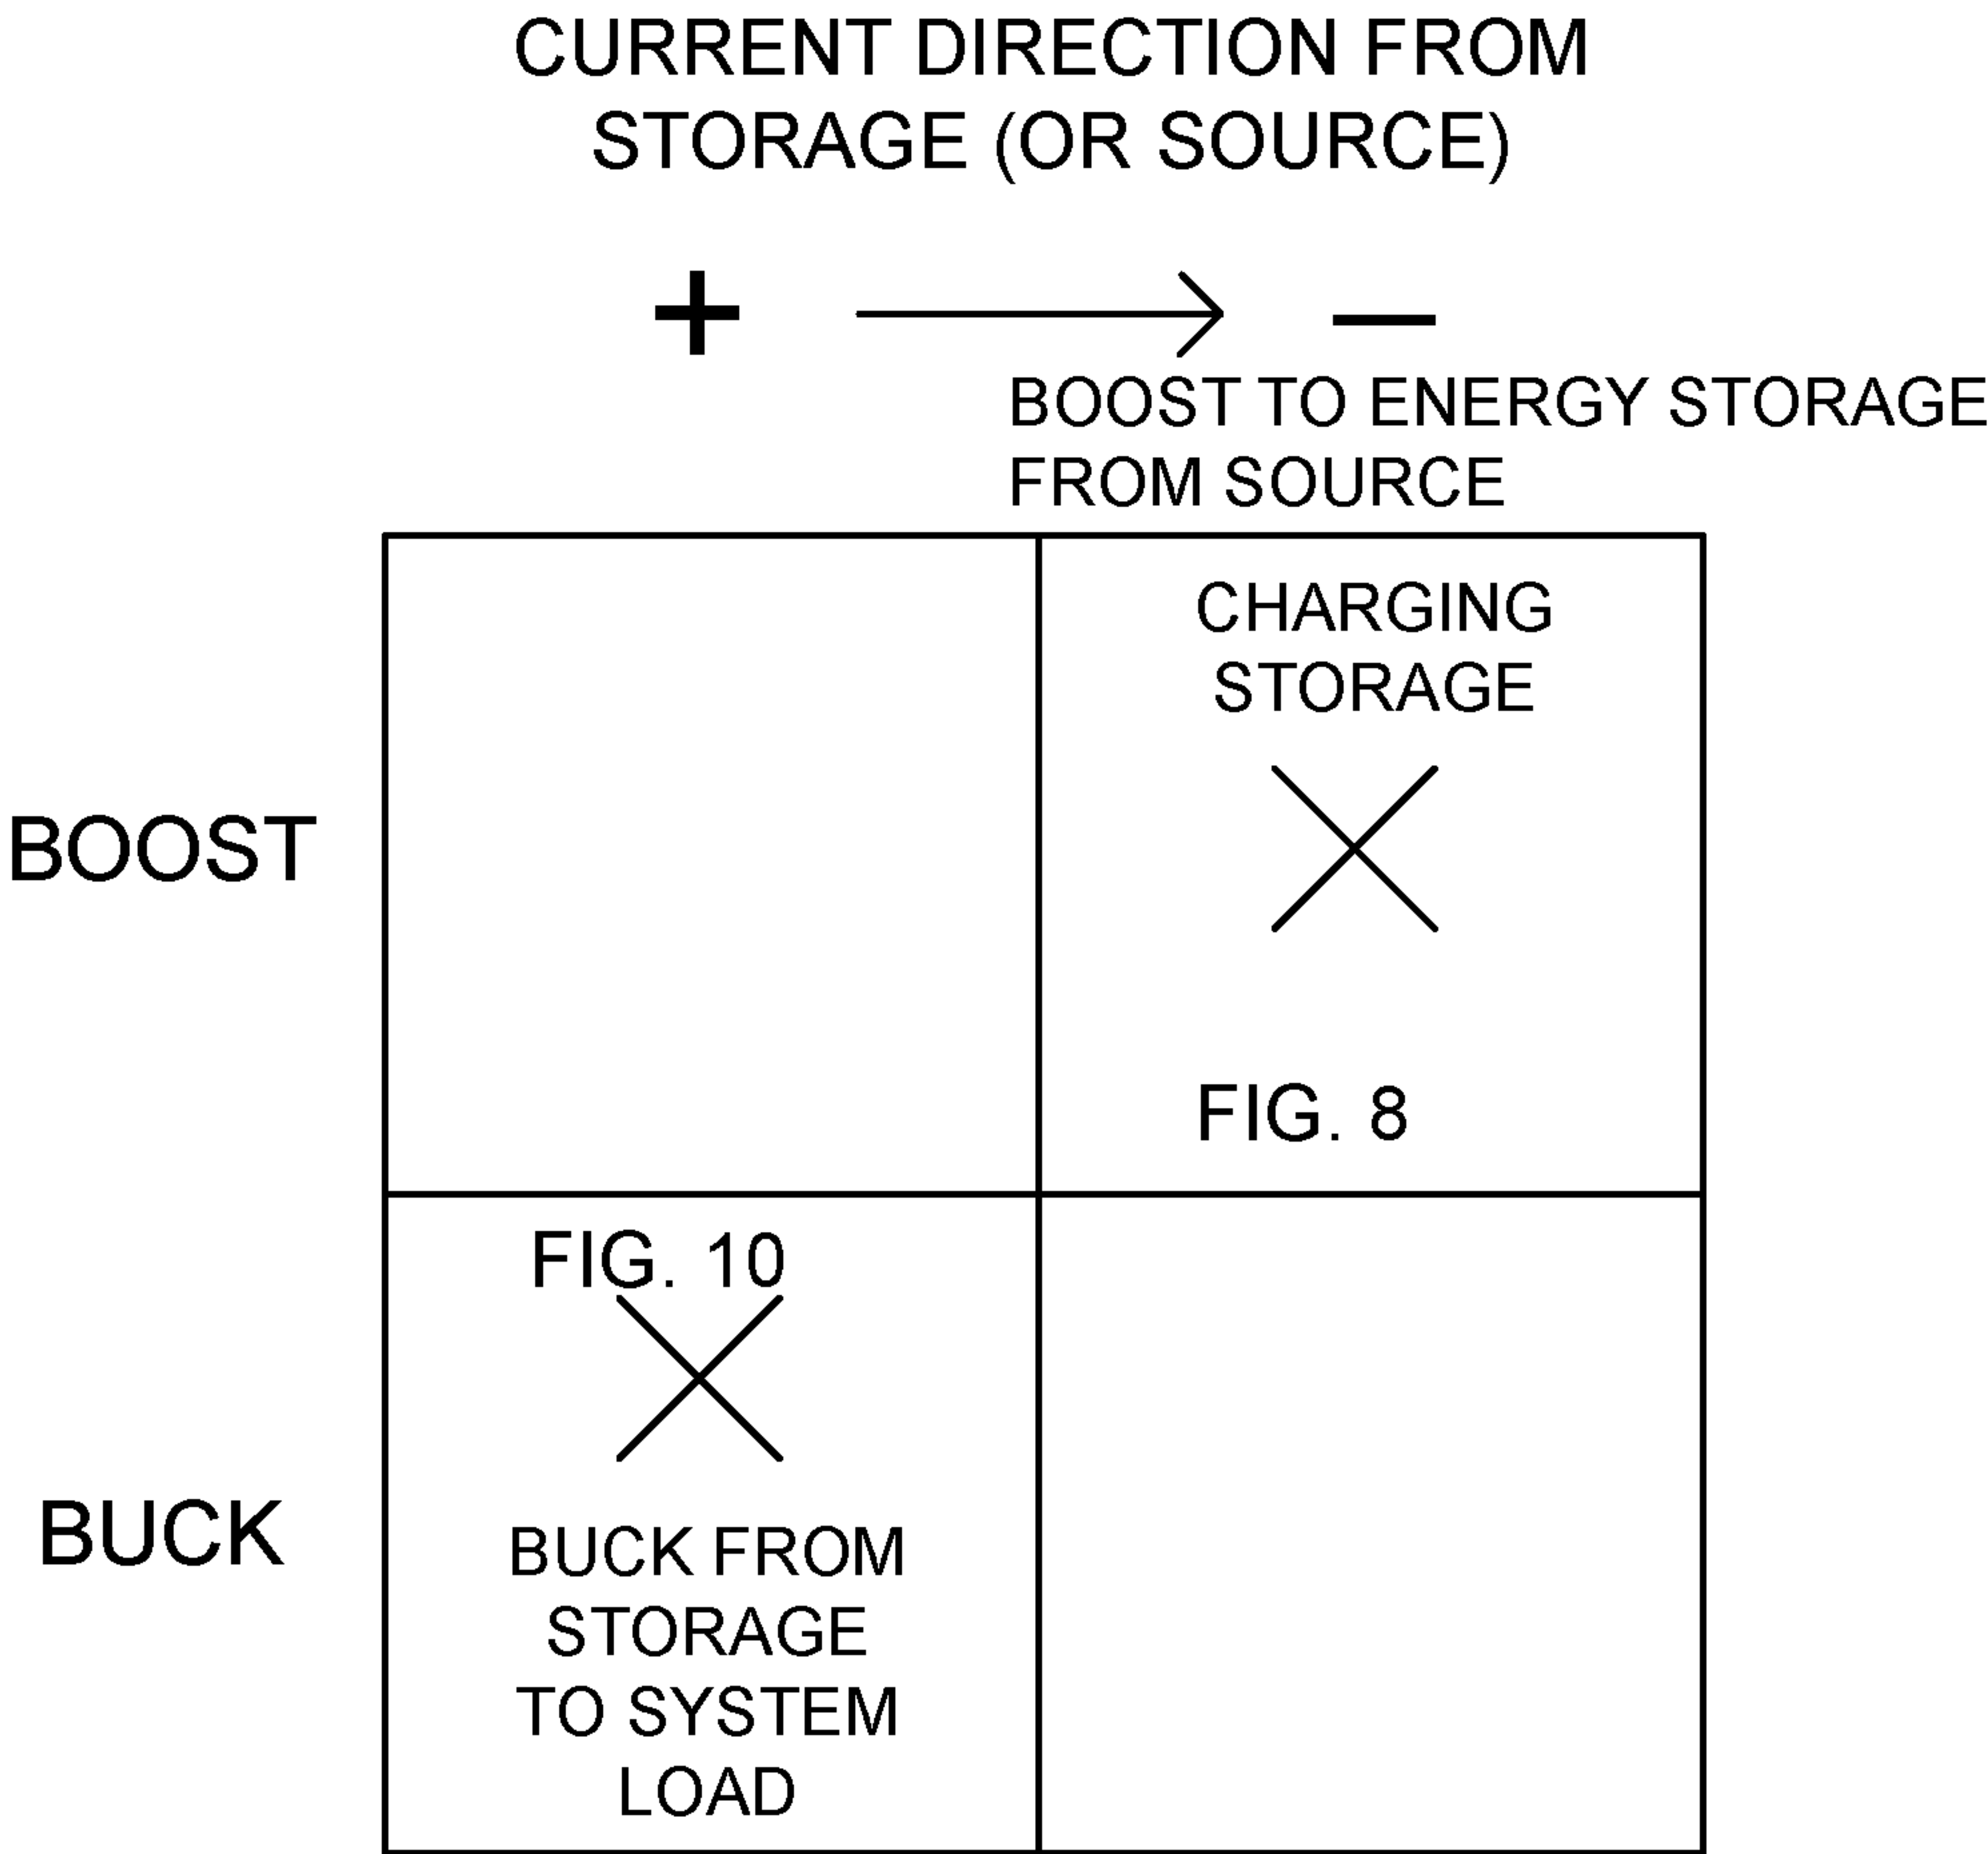 CURRENT DIRECTION FROM
STORAGE (OR SOURCE)
+ → −
BOOST TO ENERGY STORAGE
FROM SOURCE
CHARGING
STORAGE
BOOST
FIG. 8
FIG. 10
BUCK
BUCK FROM
STORAGE
TO SYSTEM
LOAD